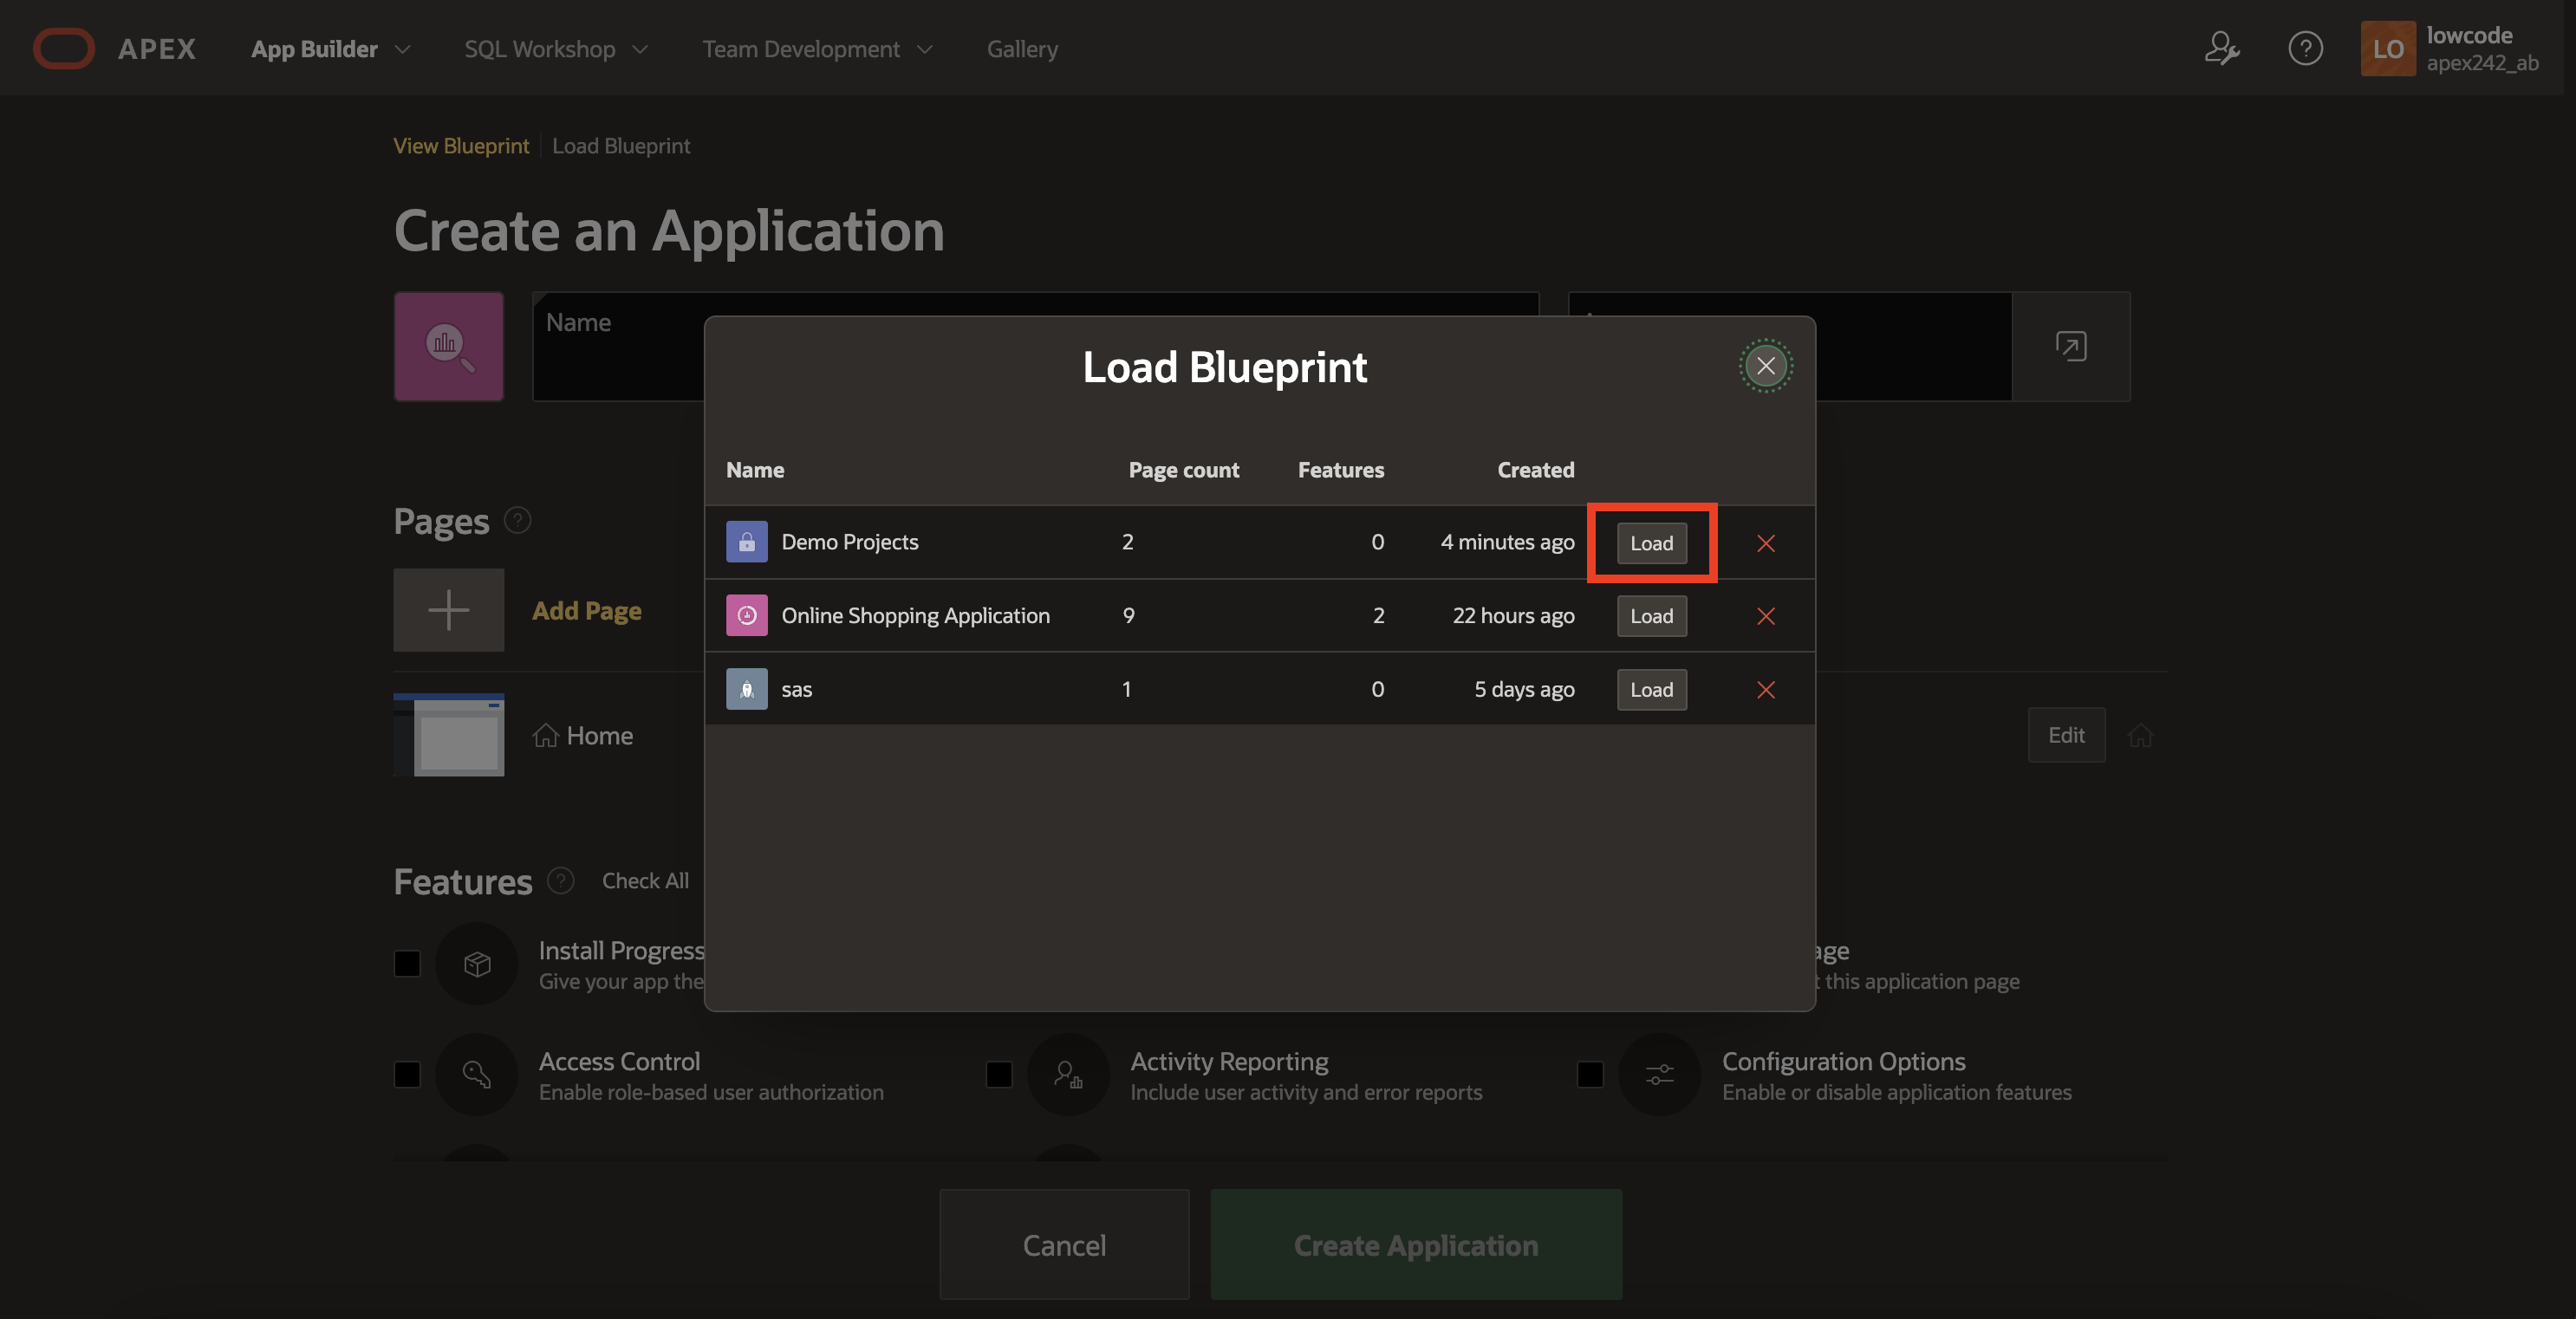 APEX App Builder SQL Workshop Team Development Gallery LO lowcode
apex242_ab
View Blueprint Load Blueprint
Create an Application
Name
Load Blueprint
Name Page count Features Created
Demo Projects 2 0 4 minutes ago Load
Online Shopping Application 9 2 22 hours ago Load
sas 1 0 5 days ago Load
Pages
Add Page
Home Edit
Features Check All
Install Progress
Give your app the
age
this application page
Access Control
Enable role-based user authorization
Activity Reporting
Include user activity and error reports
Configuration Options
Enable or disable application features
Cancel Create Application